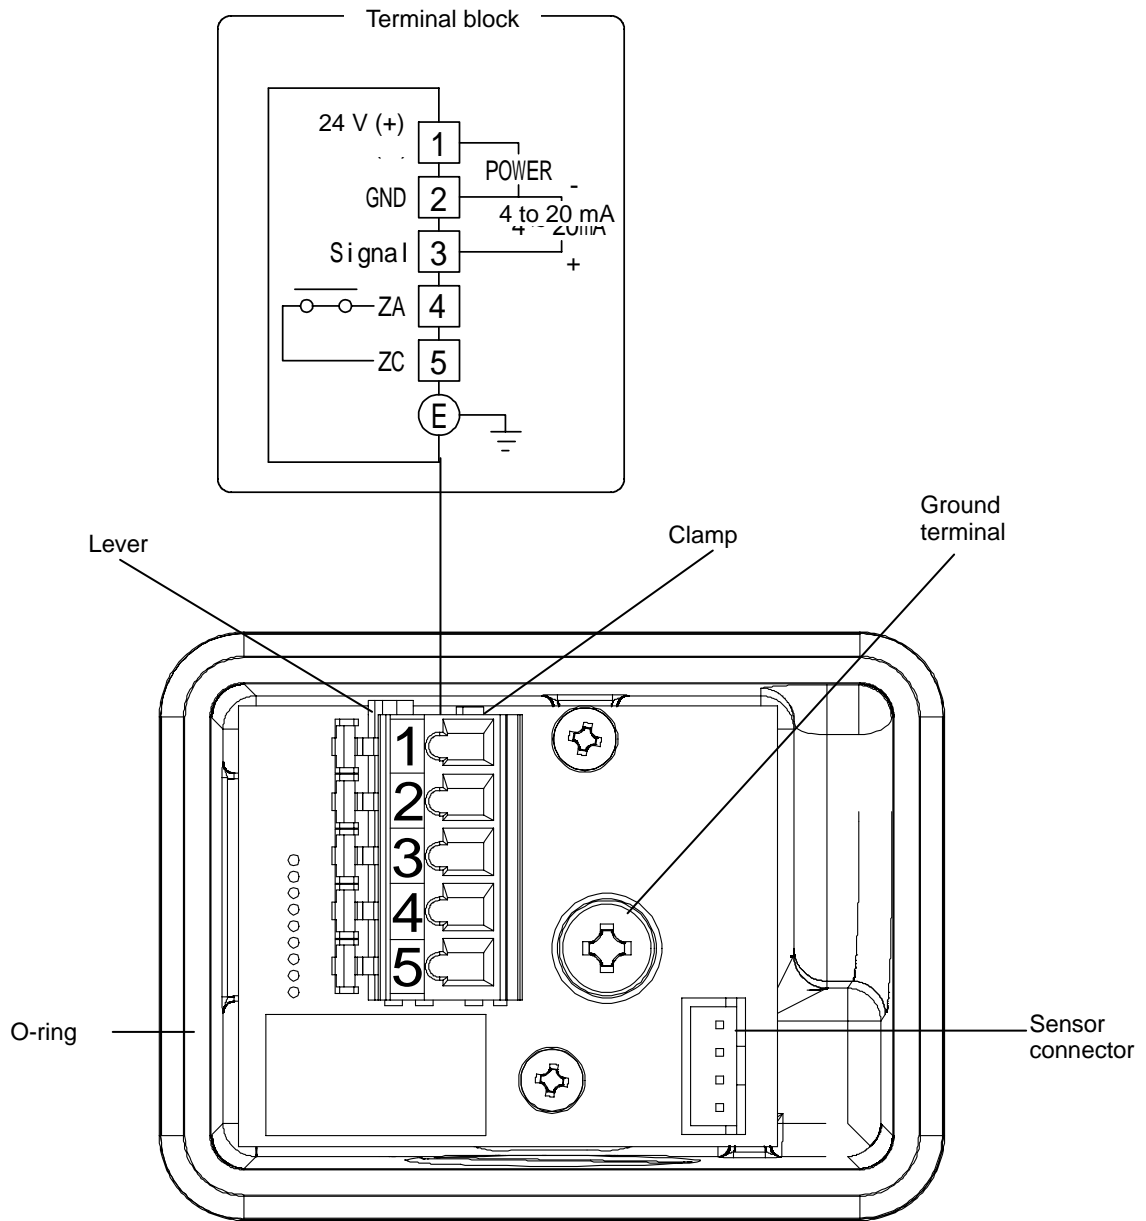 Terminal block
24 V (+)
1
POWER
GND
2
-
4 to 20 mA
Signal
3
+
ZA
4
ZC
5
E
Ground
terminal
Lever
Clamp
1
2
3
4
5
O-ring
Sensor
connector